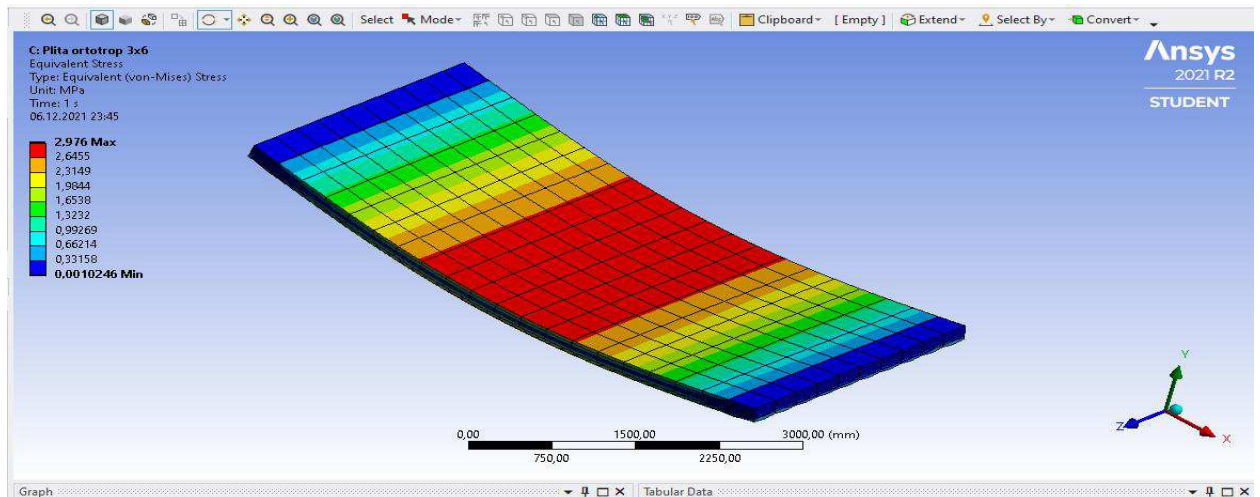 Select Mode Clipboard [ Empty ] Extend Select By Convert
C: Plita ortotrop 3x6
Equivalent Stress
Type: Equivalent (von-Mises) Stress
Unit: MPa
Time: 1 s
06.12.2021 23:45
2.976 Max
2,6455
2,3149
1,9844
1,6538
1,3232
0,99269
0,66214
0,33158
0,0010246 Min
Ansys
2021 R2
STUDENT
Y
Z
X
0,00 1500,00 3000,00 (mm)
750,00 2250,00
Graph Tabular Data